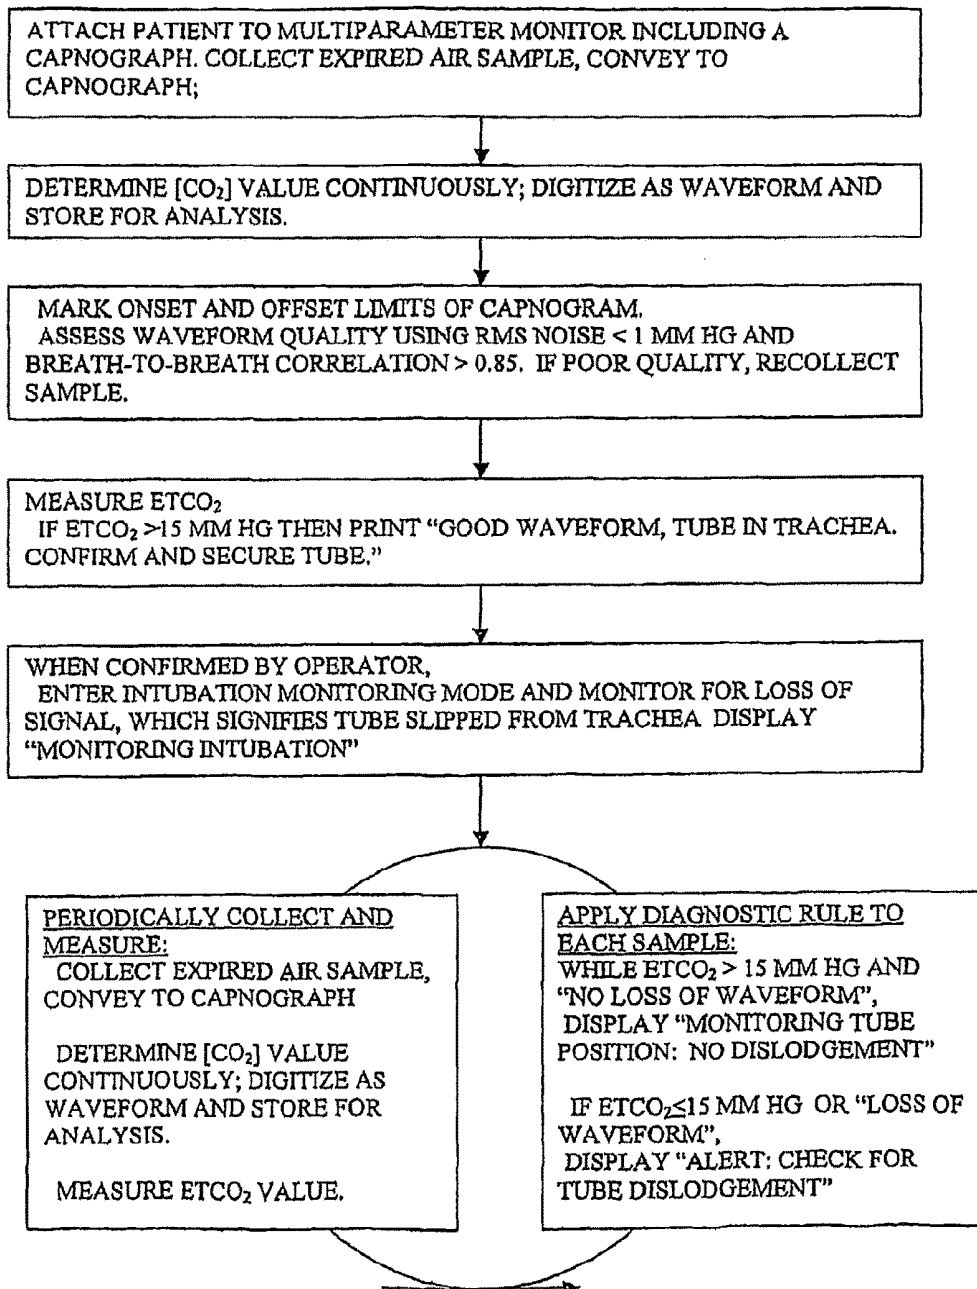 ATTACH PATIENT TO MULTIPARAMETER MONITOR INCLUDING A
CAPNOGRAPH. COLLECT EXPIRED AIR SAMPLE, CONVEY TO
CAPNOGRAPH;
DETERMINE [CO₂] VALUE CONTINUOUSLY; DIGITIZE AS WAVEFORM AND
STORE FOR ANALYSIS.
MARK ONSET AND OFFSET LIMITS OF CAPNOGRAM.
ASSESS WAVEFORM QUALITY USING RMS NOISE < 1 MM HG AND
BREATH-TO-BREATH CORRELATION > 0.85. IF POOR QUALITY, RECOLLECT
SAMPLE.
MEASURE ETCO₂
IF ETCO₂ >15 MM HG THEN PRINT “GOOD WAVEFORM, TUBE IN TRACHEA.
CONFIRM AND SECURE TUBE.”
WHEN CONFIRMED BY OPERATOR,
ENTER INTUBATION MONITORING MODE AND MONITOR FOR LOSS OF
SIGNAL, WHICH SIGNIFIES TUBE SLIPPED FROM TRACHEA DISPLAY
“MONITORING INTUBATION”
PERIODICALLY COLLECT AND
MEASURE:
COLLECT EXPIRED AIR SAMPLE,
CONVEY TO CAPNOGRAPH
DETERMINE [CO₂] VALUE
CONTINUOUSLY; DIGITIZE AS
WAVEFORM AND STORE FOR
ANALYSIS.
MEASURE ETCO₂ VALUE.
APPLY DIAGNOSTIC RULE TO
EACH SAMPLE:
WHILE ETCO₂ > 15 MM HG AND
“NO LOSS OF WAVEFORM”,
DISPLAY “MONITORING TUBE
POSITION: NO DISLODGEMENT”
IF ETCO₂≤15 MM HG OR “LOSS OF
WAVEFORM”,
DISPLAY “ALERT: CHECK FOR
TUBE DISLODGEMENT”